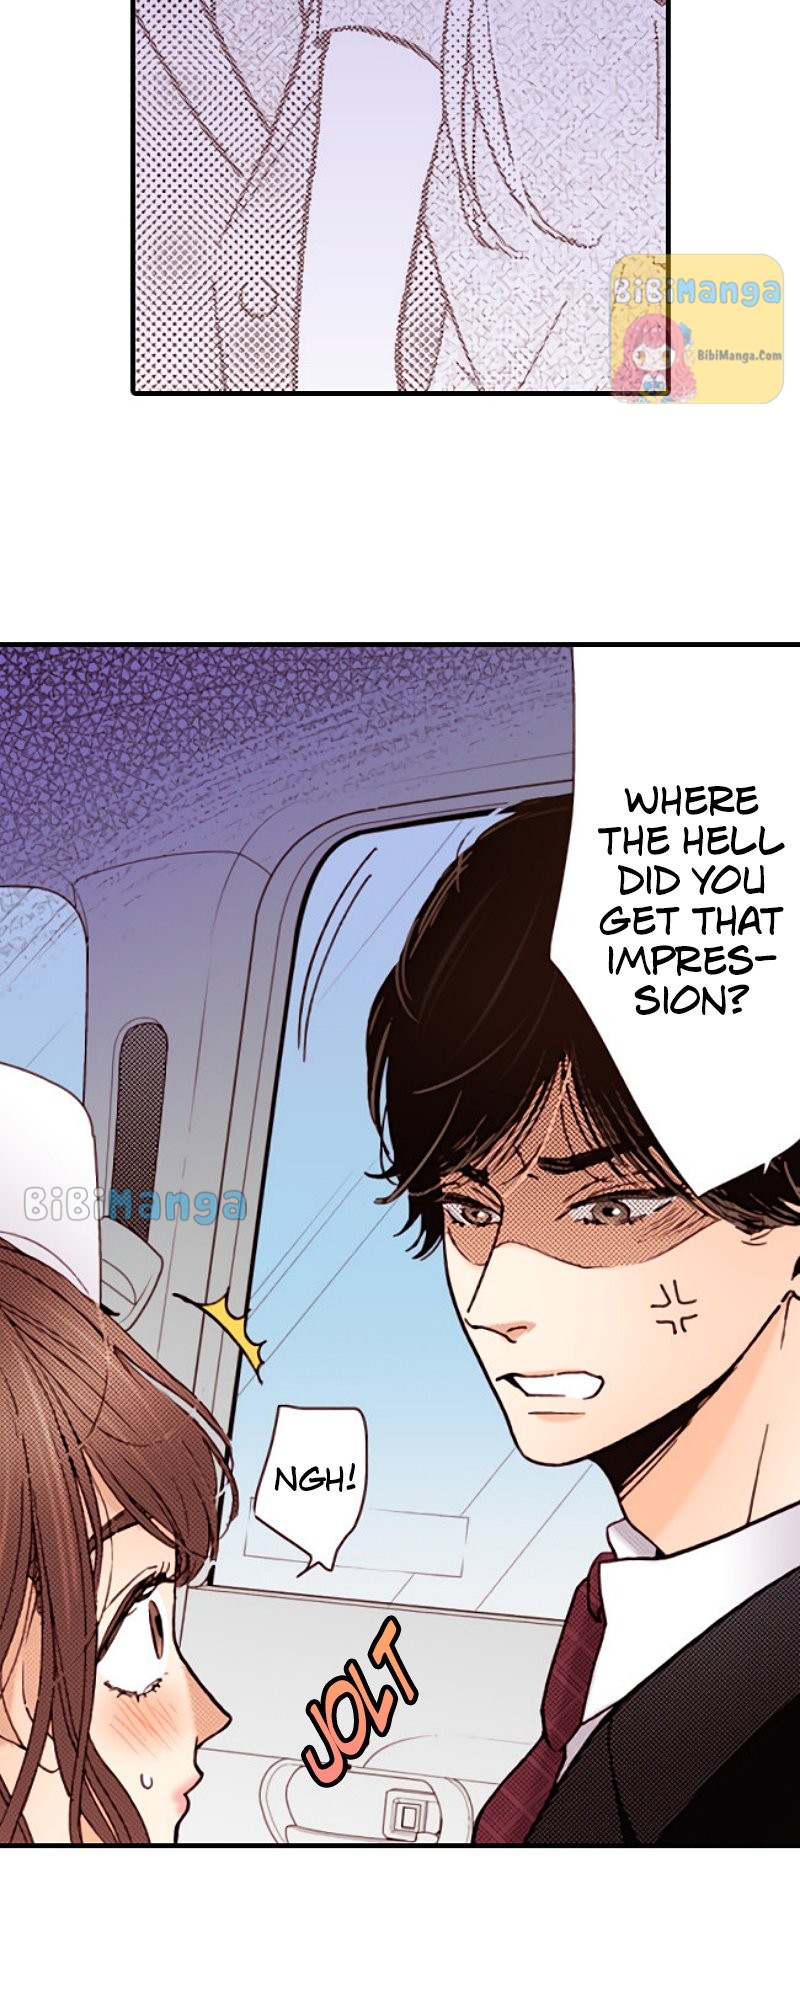 BiBiManga
BibiManga.Com
WHERE
THE HELL
DID YOU
GET THAT
IMPRES-
SION?
BiBiManga
NGH!
JOLT